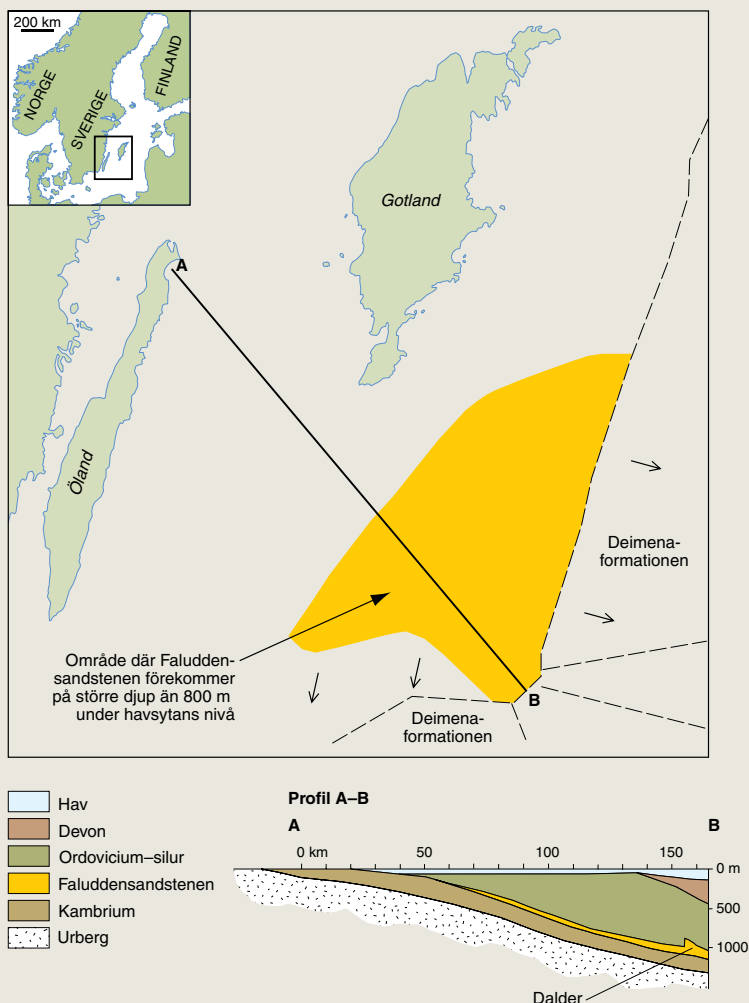 200 km
NORGE
SVERIGE
FINLAND
Gotland
A
Öland
Deimena-
formationen
Område där Faludden-
sandstenen förekommer
på större djup än 800 m
under havsytans nivå
B
Deimena-
formationen
Hav
Devon
Ordovicium–silur
Faluddensandstenen
Kambrium
Urberg
Profil A–B
A B
0 km 50 100 150
0 m
500
1000
Dalder